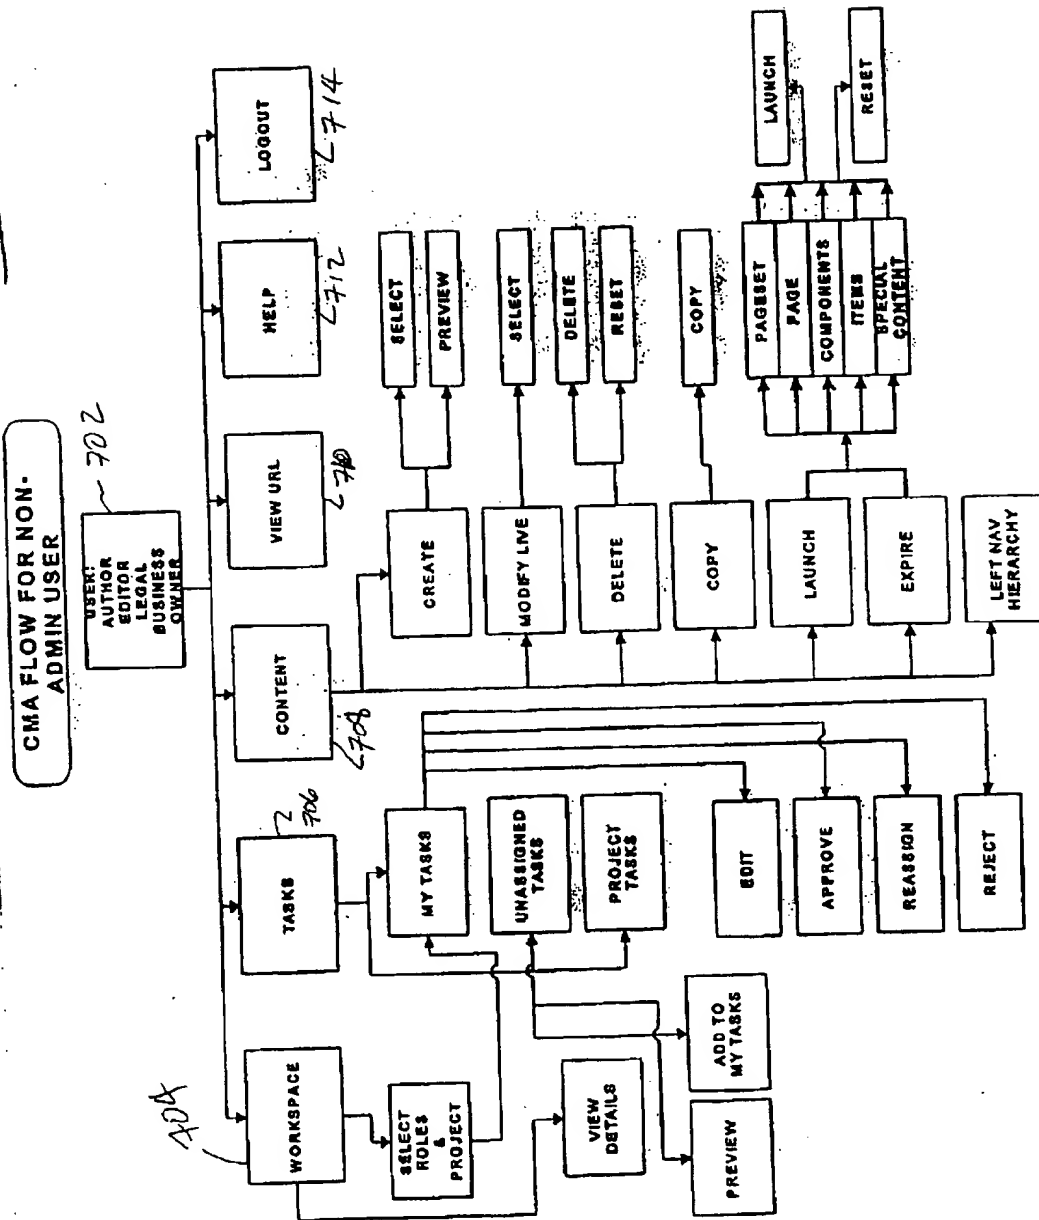 CMA FLOW FOR NON-
ADMIN USER
USER:
AUTHOR
EDITOR
LEGAL
BUSINESS
OWNER
702
WORKSPACE
TASKS
706
CONTENT
708
VIEW URL
710
HELP
712
LOGOUT
714
SELECT
ROLES
&
PROJECT
VIEW
DETAILS
MY TASKS
UNASSIGNED
TASKS
PROJECT
TASKS
ADD TO
MY TASKS
PREVIEW
EDIT
APPROVE
REASSIGN
REJECT
CREATE
MODIFY LIVE
DELETE
COPY
LAUNCH
EXPIRE
LEFT NAV
HIERARCHY
SELECT
PREVIEW
SELECT
DELETE
RESET
COPY
PAGESET
PAGE
COMPONENTS
ITEMS
SPECIAL
CONTENT
LAUNCH
RESET